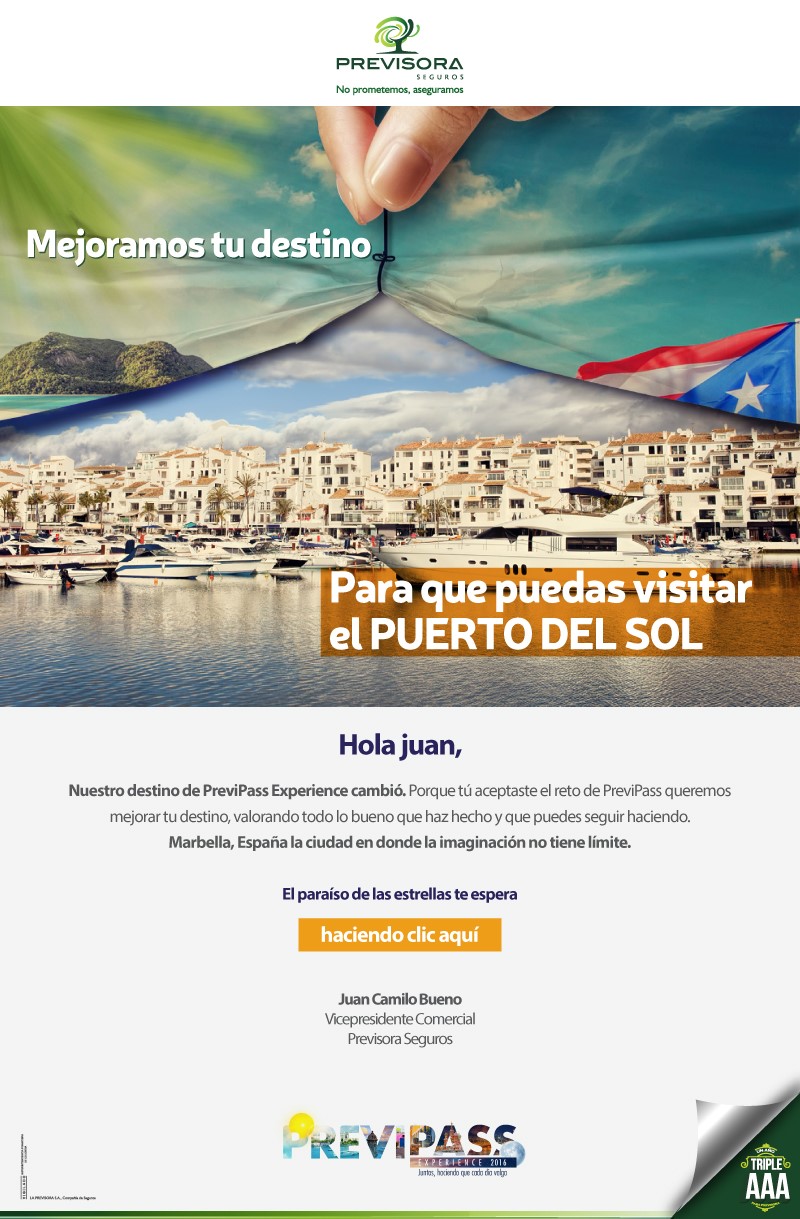 PREVISORA
SEGUROS
No prometemos, aseguramos
Mejoramos tu destino
Para que puedas visitar
el PUERTO DEL SOL
Hola juan,
Nuestro destino de PreviPass Experience cambió. Porque tú aceptaste el reto de PreviPass queremos
mejorar tu destino, valorando todo lo bueno que haz hecho y que puedes seguir haciendo.
Marbella, España la ciudad en donde la imaginación no tiene límite.
El paraíso de las estrellas te espera
haciendo clic aquí
Juan Camilo Bueno
Vicepresidente Comercial
Previsora Seguros
PREVIPASS
EXPERIENCE 2016
Juntos, haciendo que cada día valga
LA PREVISORA S.A., Compañía de Seguros
UN AÑO
TRIPLE
AAA